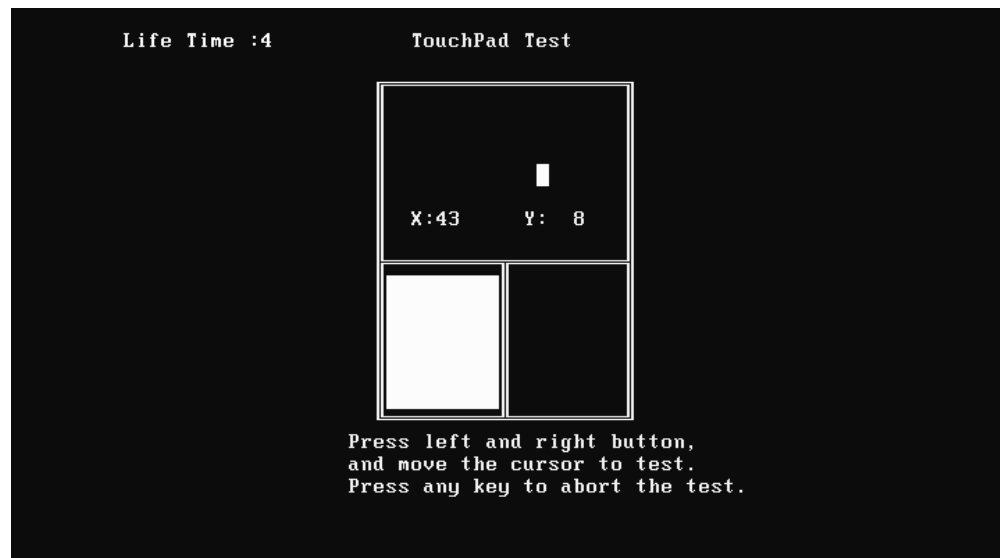 Life Time :4 TouchPad Test
X:43 Y: 8
Press left and right button,
and move the cursor to test.
Press any key to abort the test.